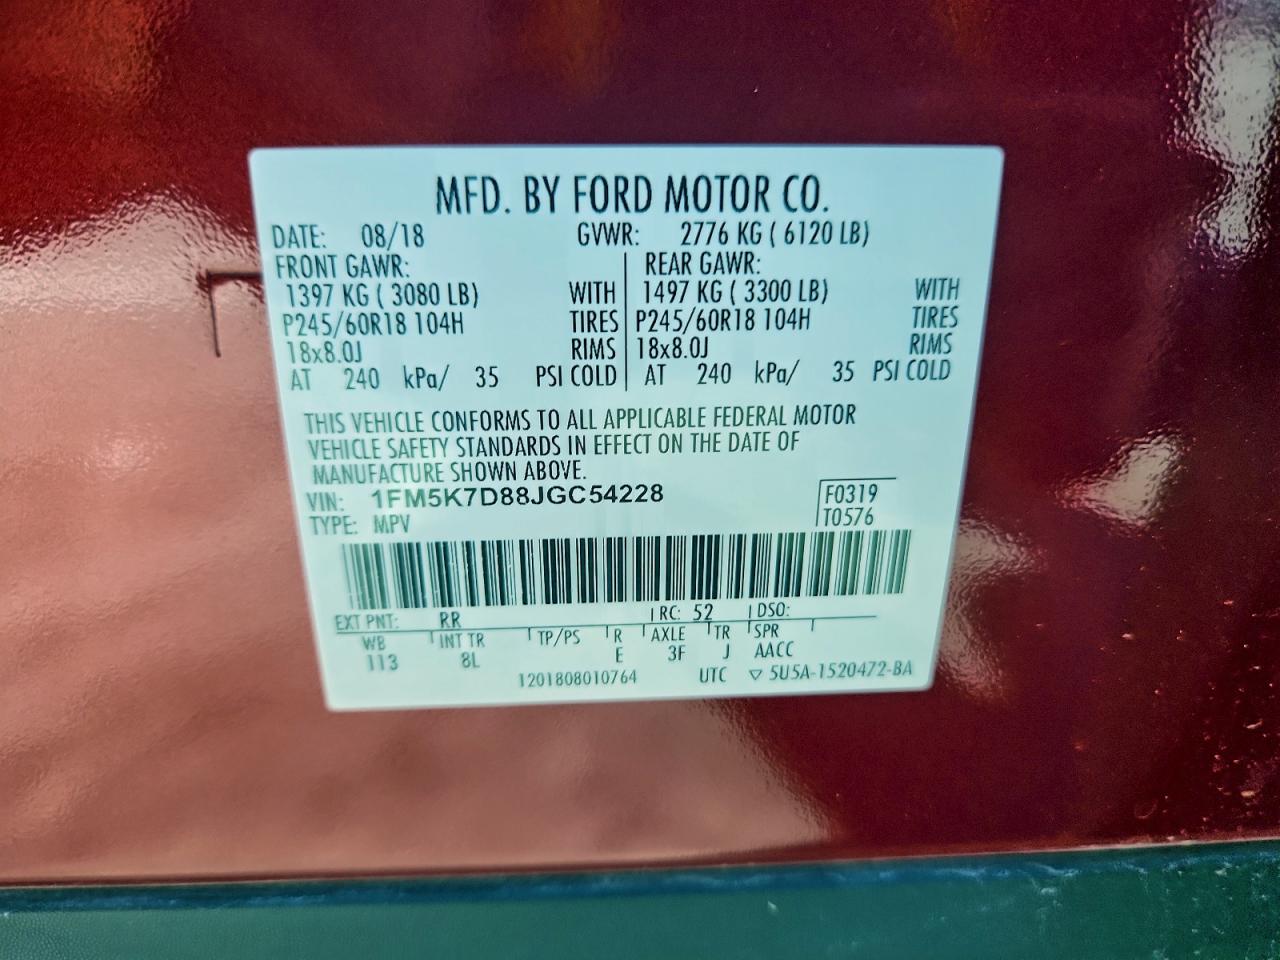 MFD. BY FORD MOTOR CO.
DATE: 08/18 GVWR: 2776 KG ( 6120 LB)
FRONT GAWR: REAR GAWR:
1397 KG ( 3080 LB) WITH 1497 KG ( 3300 LB) WITH
P245/60R18 104H TIRES P245/60R18 104H TIRES
18x8.0J RIMS 18x8.0J RIMS
AT 240 kPa/ 35 PSI COLD AT 240 kPa/ 35 PSI COLD
THIS VEHICLE CONFORMS TO ALL APPLICABLE FEDERAL MOTOR
VEHICLE SAFETY STANDARDS IN EFFECT ON THE DATE OF
MANUFACTURE SHOWN ABOVE.
VIN: 1FM5K7D88JGC54228 F0319
TYPE: MPV T0576
EXT PNT: RR RC: 52 DSO:
WB INT TR TP/PS R AXLE TR SPR
113 8L E 3F J AACC
1201808010764 UTC ▽ 5U5A-1520472-BA